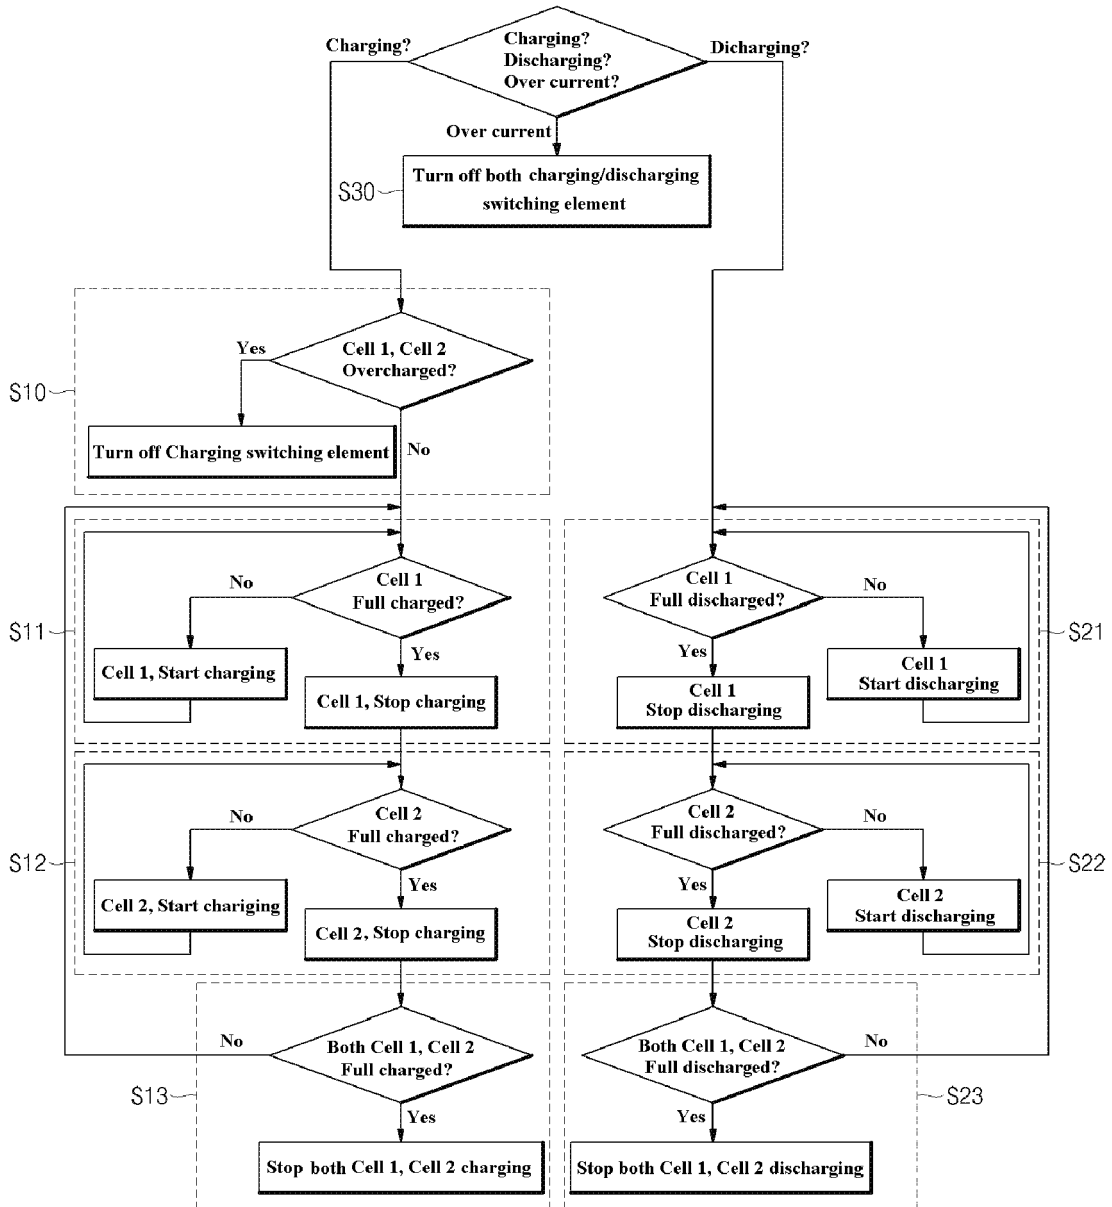 Charging?
Charging?
Discharging?
Over current?
Dicharging?
Over current
S30
Turn off both charging/discharging
switching element
S10
Yes
Cell 1, Cell 2
Overcharged?
Turn off Charging switching element
No
S11
No
Cell 1
Full charged?
Yes
Cell 1, Start charging
Cell 1, Stop charging
Cell 1
Full discharged?
No
S21
Yes
Cell 1
Start discharging
Cell 1
Stop discharging
S12
No
Cell 2
Full charged?
Yes
Cell 2, Start chariging
Cell 2, Stop charging
Cell 2
Full discharged?
No
S22
Yes
Cell 2
Start discharging
Cell 2
Stop discharging
No
Both Cell 1, Cell 2
Full charged?
S13
Yes
Stop both Cell 1, Cell 2 charging
Both Cell 1, Cell 2
Full discharged?
No
S23
Yes
Stop both Cell 1, Cell 2 discharging